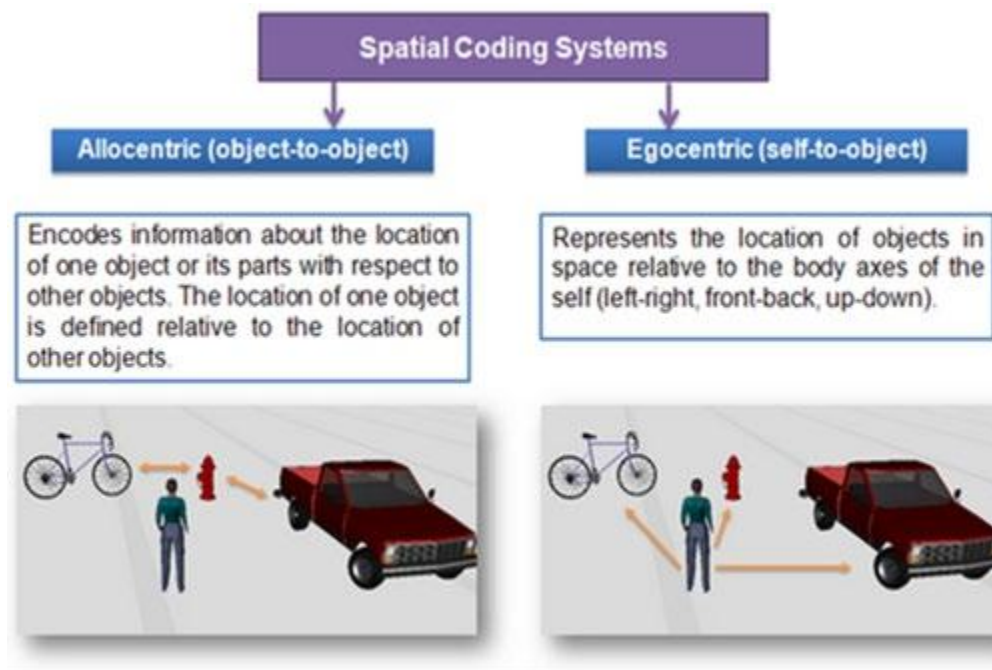 Spatial Coding Systems
Allocentric (object-to-object)
Egocentric (self-to-object)
Encodes information about the location
of one object or its parts with respect to
other objects. The location of one object
is defined relative to the location of
other objects.
Represents the location of objects in
space relative to the body axes of the
self (left-right, front-back, up-down).